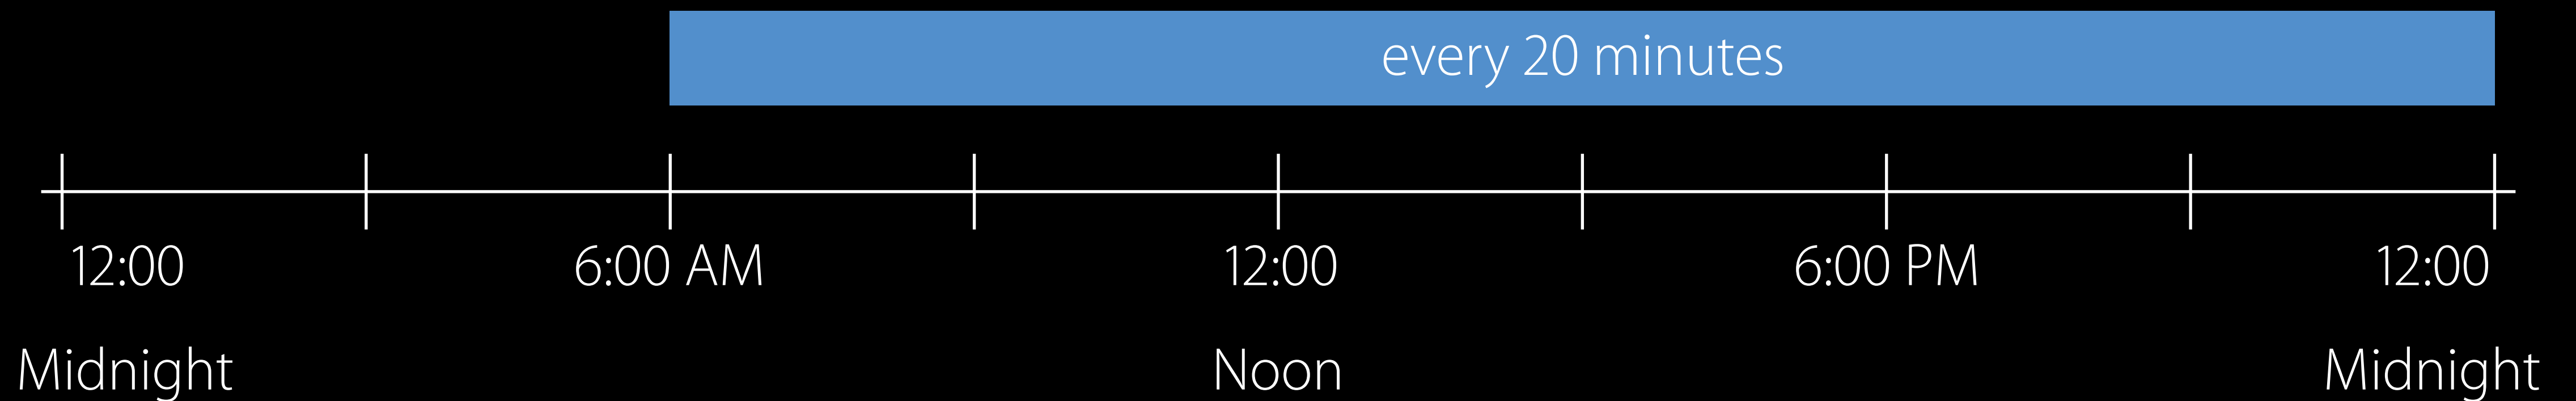 every 20 minutes
12:00 6:00 AM 12:00 6:00 PM 12:00
Midnight Noon Midnight